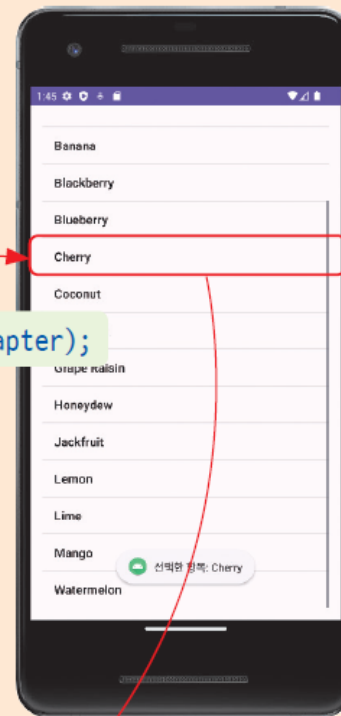 1:45
Banana
Blackberry
Blueberry
Cherry
Coconut
apter);
Grape Raisin
Honeydew
Jackfruit
Lemon
Lime
Mango
선택한 항목: Cherry
Watermelon